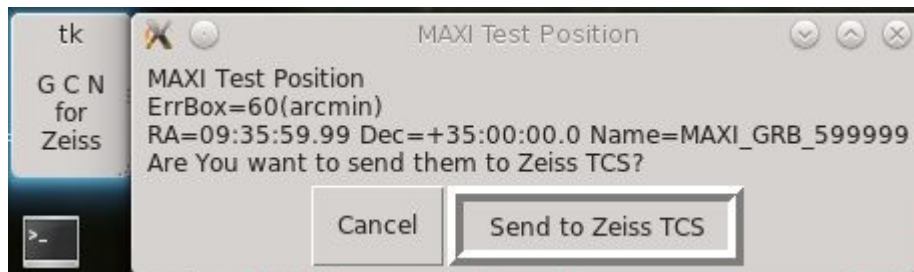 tk
G C N
for
Zeiss
MAXI Test Position
MAXI Test Position
ErrBox=60(arcmin)
RA=09:35:59.99 Dec=+35:00:00.0 Name=MAXI_GRB_599999
Are You want to send them to Zeiss TCS?
Cancel
Send to Zeiss TCS
>_